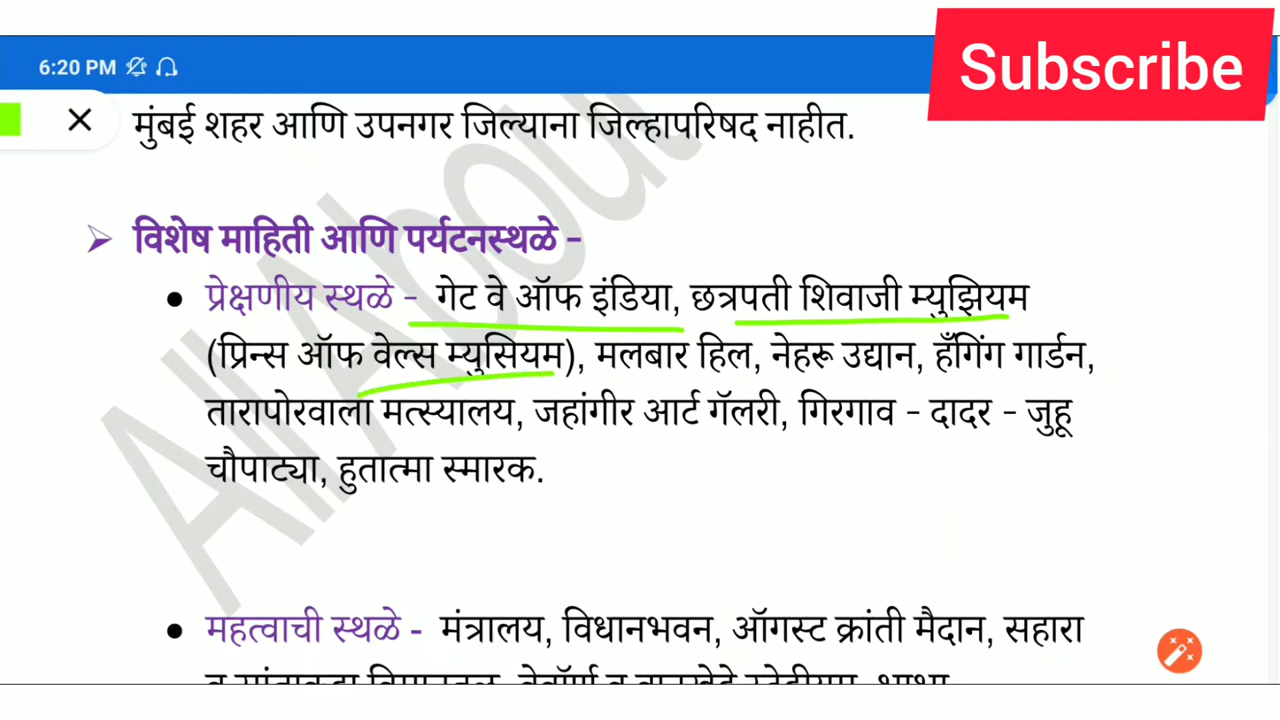 Subscribe
6:20 PM
मुंबई शहर आणि उपनगर जिल्याना जिल्हापरिषद नाहीत.
विशेष माहिती आणि पर्यटनस्थळे –
प्रेक्षणीय स्थळे – गेट वे ऑफ इंडिया, छत्रपती शिवाजी म्युझियम
(प्रिन्स ऑफ वेल्स म्युसियम), मलबार हिल, नेहरू उद्यान, हँगिंग गार्डन,
तारापोरवाला मत्स्यालय, जहांगीर आर्ट गॅलरी, गिरगाव – दादर – जुहू
चौपाट्या, हुतात्मा स्मारक.
महत्वाची स्थळे - मंत्रालय, विधानभवन, ऑगस्ट क्रांती मैदान, सहारा
All About